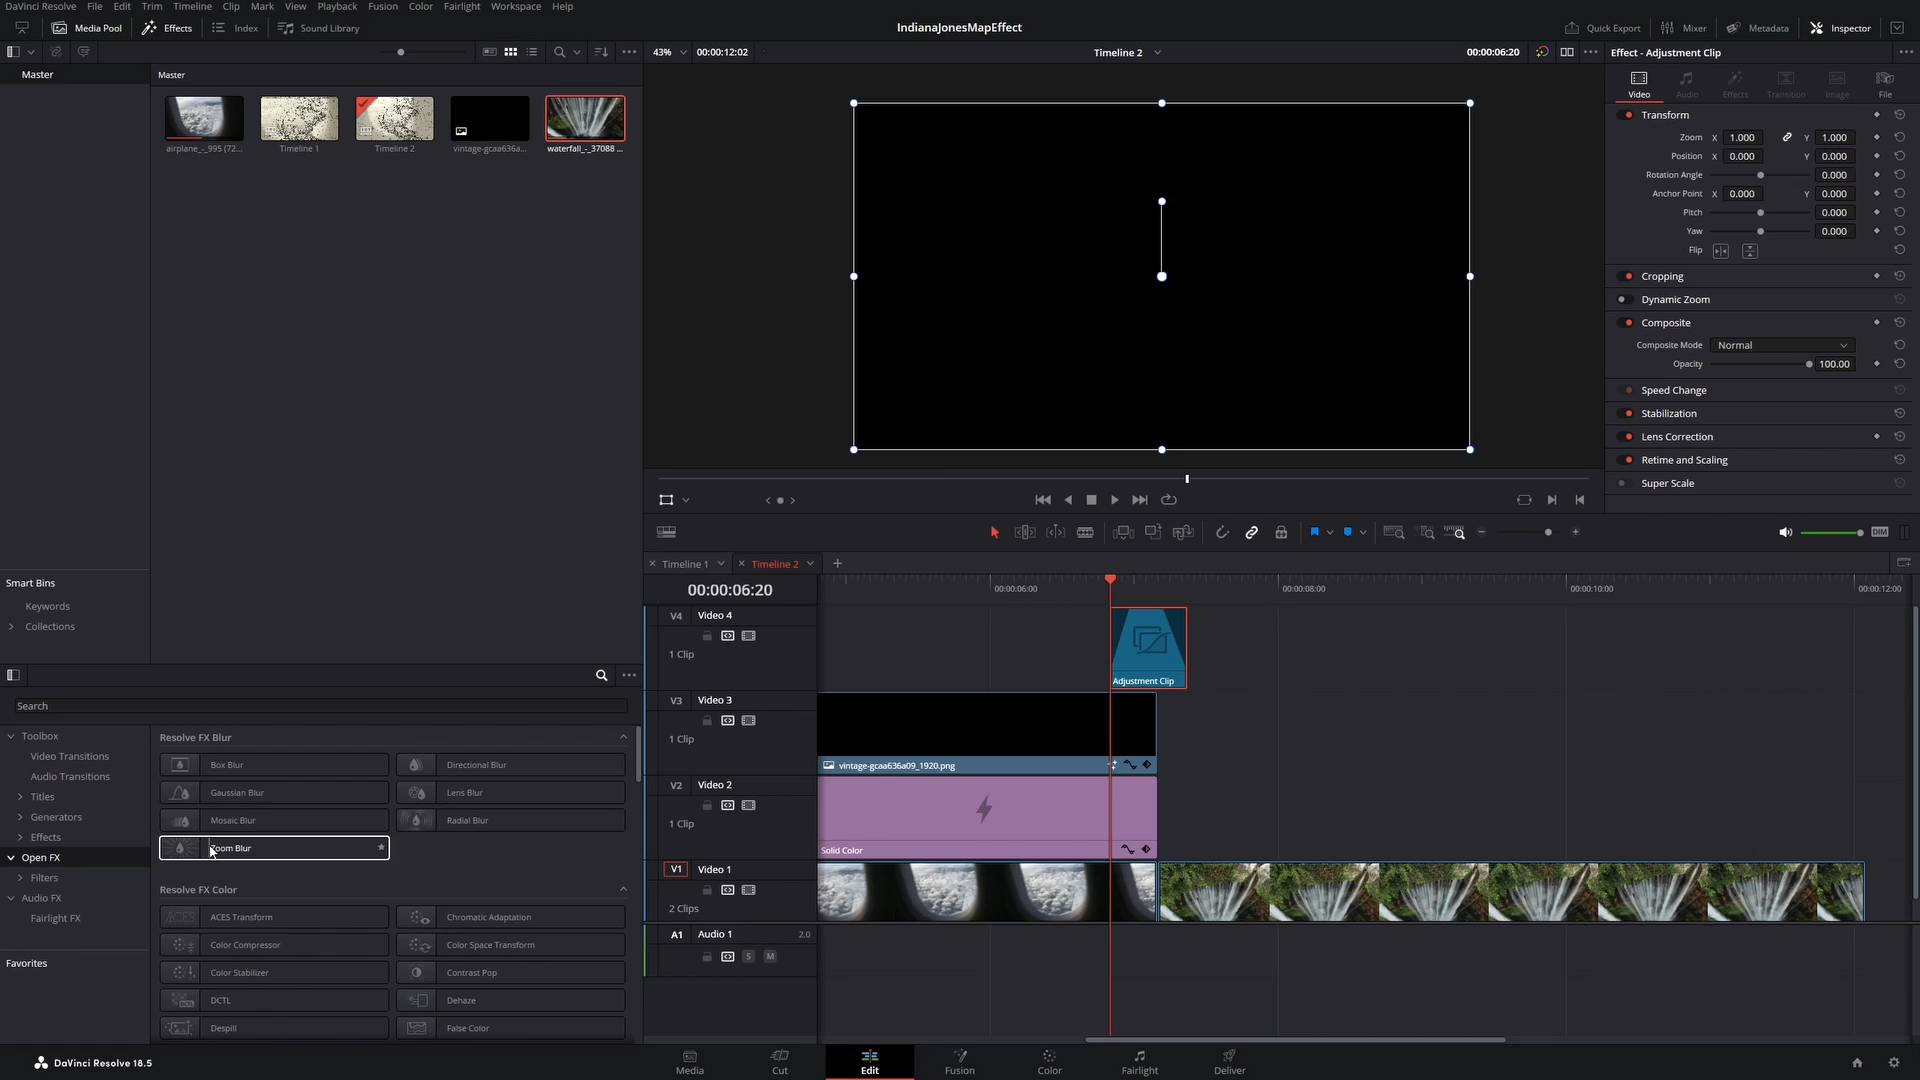 DaVinci Resolve File Edit Trim Timeline Clip Mark View Playback Fusion Color Fairlight Workspace Help
Media Pool Effects Index Sound Library
IndianaJonesMapEffect
Quick Export Mixer Metadata Inspector
43% 00:00:12:02
Timeline 2
00:00:06:20
Effect - Adjustment Clip
Master
Master
airplane_-_995 (72...
Timeline 1
Timeline 2
vintage-gcaa636a...
waterfall_-_37088 ...
Video
Audio
Effects
Transition
Image
File
Transform
Zoom X 1.000 Y 1.000
Position X 0.000 Y 0.000
Rotation Angle 0.000
Anchor Point X 0.000 Y 0.000
Pitch 0.000
Yaw 0.000
Flip
Cropping
Dynamic Zoom
Composite
Composite Mode Normal
Opacity 100.00
Speed Change
Stabilization
Lens Correction
Retime and Scaling
Super Scale
Smart Bins
Keywords
Collections
Search
Toolbox
Video Transitions
Audio Transitions
Titles
Generators
Effects
Open FX
Filters
Audio FX
Fairlight FX
Favorites
Resolve FX Blur
Box Blur
Directional Blur
Gaussian Blur
Lens Blur
Mosaic Blur
Radial Blur
Zoom Blur
Resolve FX Color
ACES Transform
Chromatic Adaptation
Color Compressor
Color Space Transform
Color Stabilizer
Contrast Pop
DCTL
Dehaze
Despill
False Color
DIM
Timeline 1
Timeline 2
00:00:06:20
00:00:06:00
00:00:08:00
00:00:10:00
00:00:12:00
V4 Video 4
1 Clip
Adjustment Clip
V3 Video 3
1 Clip
vintage-gcaa636a09_1920.png
V2 Video 2
1 Clip
Solid Color
V1 Video 1
2 Clips
A1 Audio 1 2.0
S M
DaVinci Resolve 18.5
Media
Cut
Edit
Fusion
Color
Fairlight
Deliver